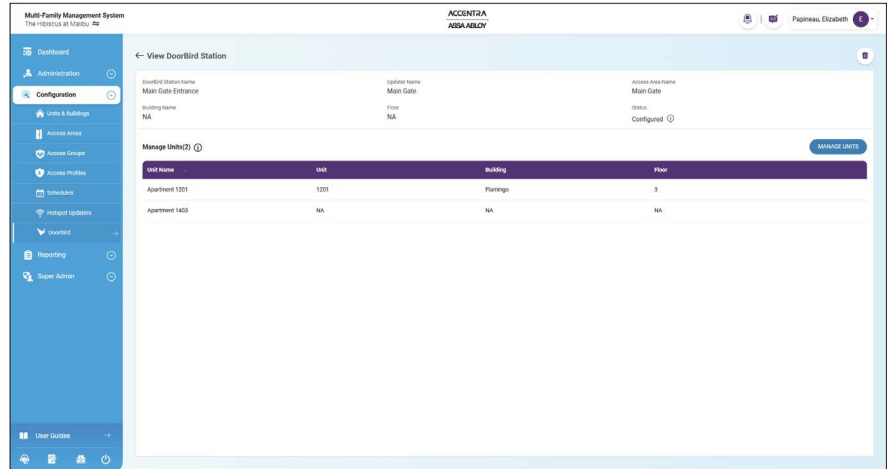 Multi-Family Management System
The Hibiscus at Malibu
ACCENTRA
ASSA ABLOY
Papineau, Elizabeth E
Dashboard
Administration
Configuration
Units & Buildings
Access Areas
Access Groups
Access Profiles
Schedules
Hotspot Updaters
DoorBird
Reporting
Super Admin
User Guides
← View DoorBird Station
DoorBird Station Name Updater Name Access Area Name
Main Gate Entrance Main Gate Main Gate
Building Name Floor Status
NA NA Configured
Manage Units(2) MANAGE UNITS
Unit Name Unit Building Floor
Apartment 1201 1201 Flamingo 3
Apartment 1403 NA NA NA